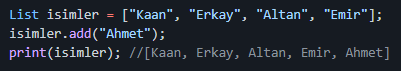 List isimler = ["Kaan", "Erkay", "Altan", "Emir"];
isimler.add("Ahmet");
print(isimler); //[Kaan, Erkay, Altan, Emir, Ahmet]